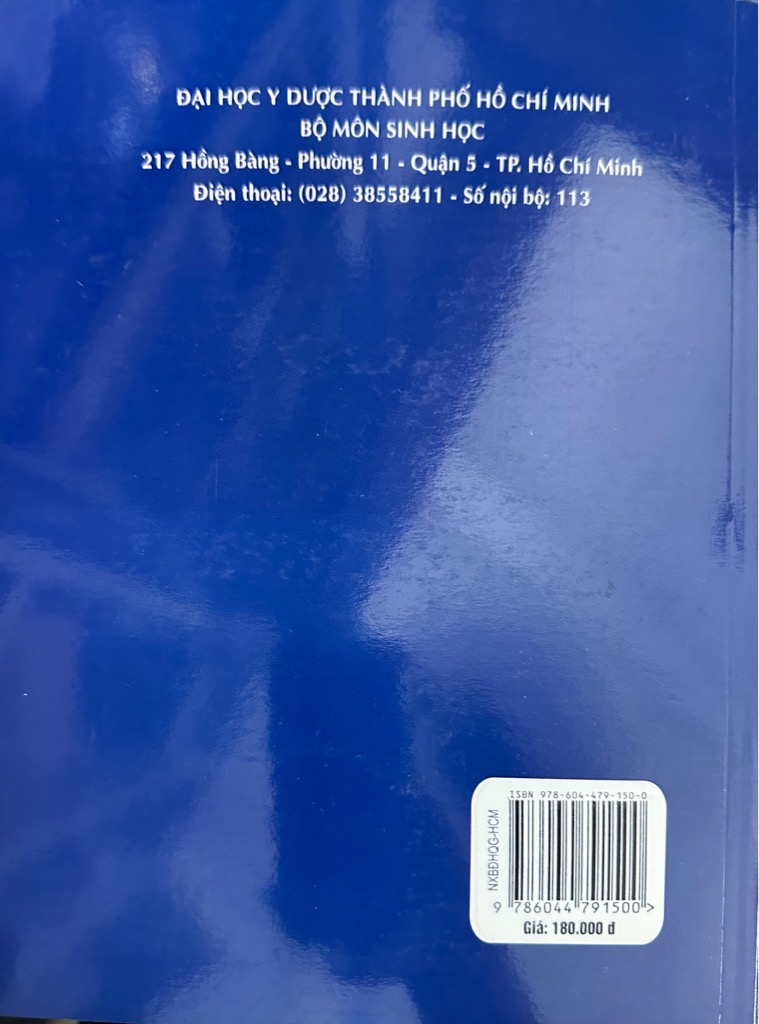 ĐẠI HỌC Y DƯỢC THÀNH PHỐ HỒ CHÍ MINH
BỘ MÔN SINH HỌC
217 Hồng Bàng - Phường 11 - Quận 5 - TP. Hồ Chí Minh
Điện thoại: (028) 38558411 - Số nội bộ: 113
ISBN 978-604-479-150-0
NXBĐHQG-HCM
9 786044 791500 >
Giá: 180.000 đ